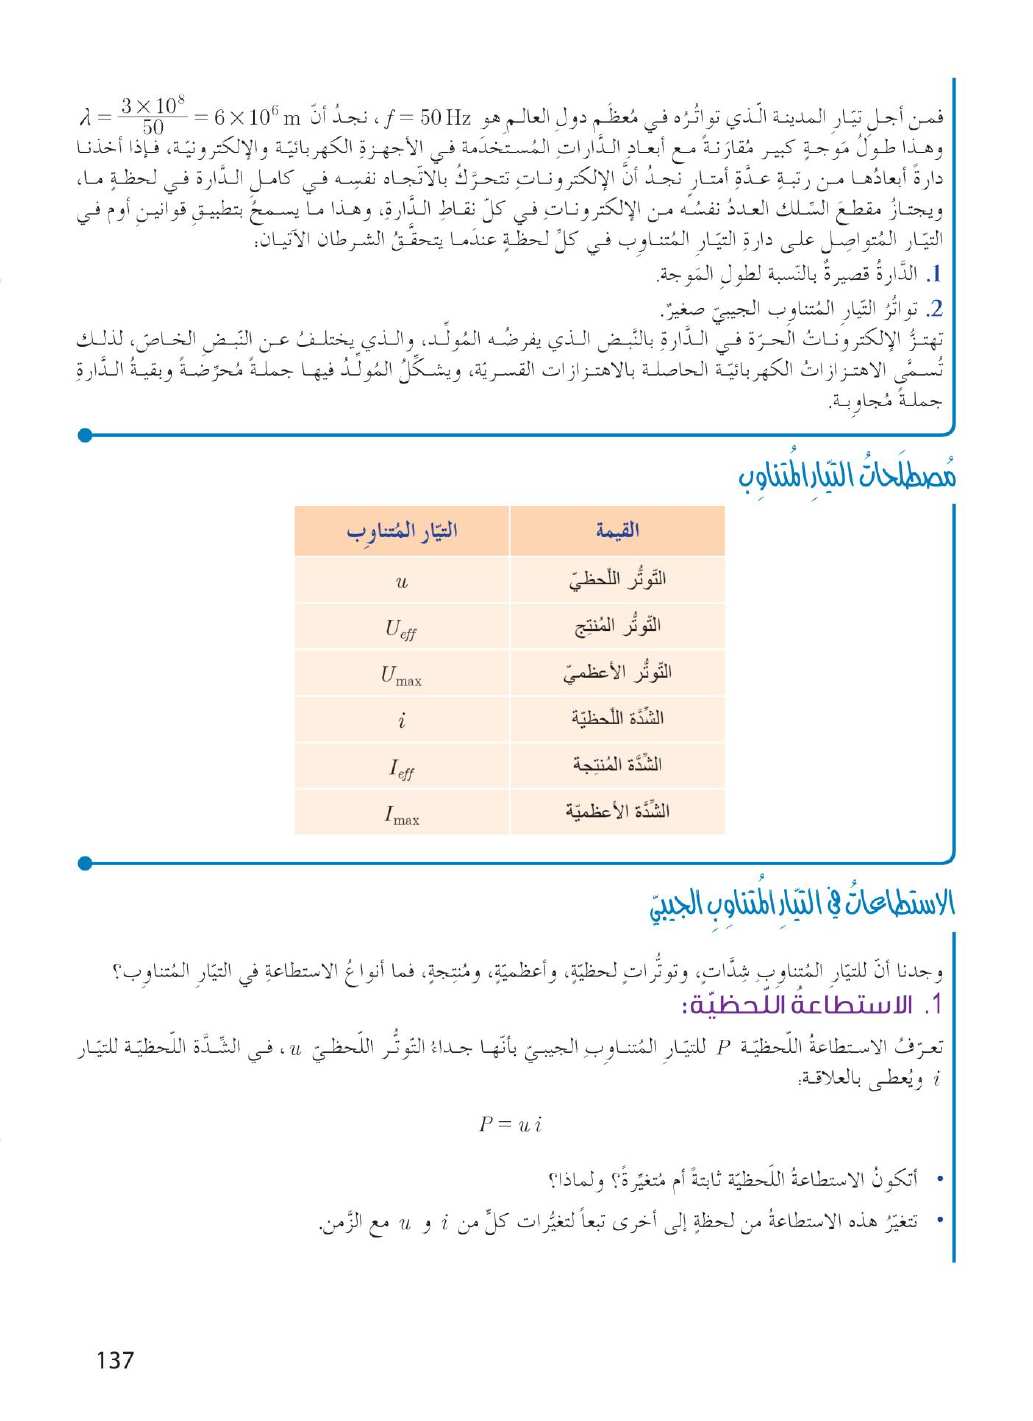 فمن أجلِ تيّارِ المدينة الّذي تواتُره في مُعظَم دولِ العالمِ هو f = 50 Hz، نجدُ أنّ λ = 3 × 10⁸ / 50 = 6 × 10⁶ m
وهذا طولُ مَوجةٍ كبير مُقارَنةً مع أبعادِ الدَّاراتِ المُستخدَمة في الأجهزةِ الكهربائيّة والإلكترونيّة، فإذا أخذنا
دارةً أبعادُها من رتبةِ عدَّةِ أمتارٍ نجدُ أنَّ الإلكتروناتِ تتحرَّكُ بالاتّجاه نفسِه في كاملِ الدَّارة في لحظةٍ ما،
ويجتازُ مقطعَ السّلك العددُ نفسُه من الإلكتروناتِ في كلّ نقاطِ الدَّارةِ، وهذا ما يسمحُ بتطبيقِ قوانينِ أوم في
التيّار المُتواصِل على دارةِ التيّارِ المُتناوِب في كلِّ لحظةٍ عندَما يتحقَّقُ الشرطان الآتيان:
1. الدَّارةُ قصيرةٌ بالنّسبة لطولِ المَوجة.
2. تواتُرُ التّيارِ المُتناوِب الجيبيّ صغيرٌ.
تهتزُّ الإلكتروناتُ الحرّة في الدَّارةِ بالنَّبضِ الذي يفرضُه المُولِّد، والذي يختلفُ عن النَّبضِ الخاصّ، لذلك
تُسمَّى الاهتزازاتُ الكهربائيّة الحاصلة بالاهتزازات القسريّة، ويشكِّلُ المُولِّدُ فيها جملةً مُحرّضةً وبقيةُ الدَّارةِ
جملةً مُجاوِبة.
مُصطلَحاتُ التيّارِ المُتناوِب
القيمة	التيّار المُتناوِب
التّوتُّر اللّحظيّ	u
التّوتُّر المُنتِج	U_eff
التّوتُّر الأعظميّ	U_max
الشِّدَّة اللَّحظيّة	i
الشِّدَّة المُنتِجة	I_eff
الشِّدَّة الأعظميّة	I_max
الاستطاعاتُ في التيّارِ المُتناوِبِ الجيبيّ
وجدنا أنّ للتيّارِ المُتناوِبِ شِدَّاتٍ، وتوتُّراتٍ لحظيّةٍ، وأعظميّةٍ، ومُنتِجةٍ، فما أنواعُ الاستطاعةِ في التيّارِ المُتناوِب؟
1. الاستطاعةُ اللّحظيّة:
تعرّفُ الاستطاعةُ اللّحظيّة P للتيّارِ المُتناوِبِ الجيبيّ بأنّها جداءُ التّوتُّر اللّحظيّ u، في الشِّدَّة اللّحظيّة للتيّار
i ويُعطى بالعلاقة:
P = u i
• أتكونُ الاستطاعةُ اللّحظيّة ثابتةً أم مُتغيِّرةً؟ ولماذا؟
• تتغيّرُ هذه الاستطاعةُ من لحظةٍ إلى أخرى تبعاً لتغيُّرات كلٍّ من i و u مع الزَّمن.
137